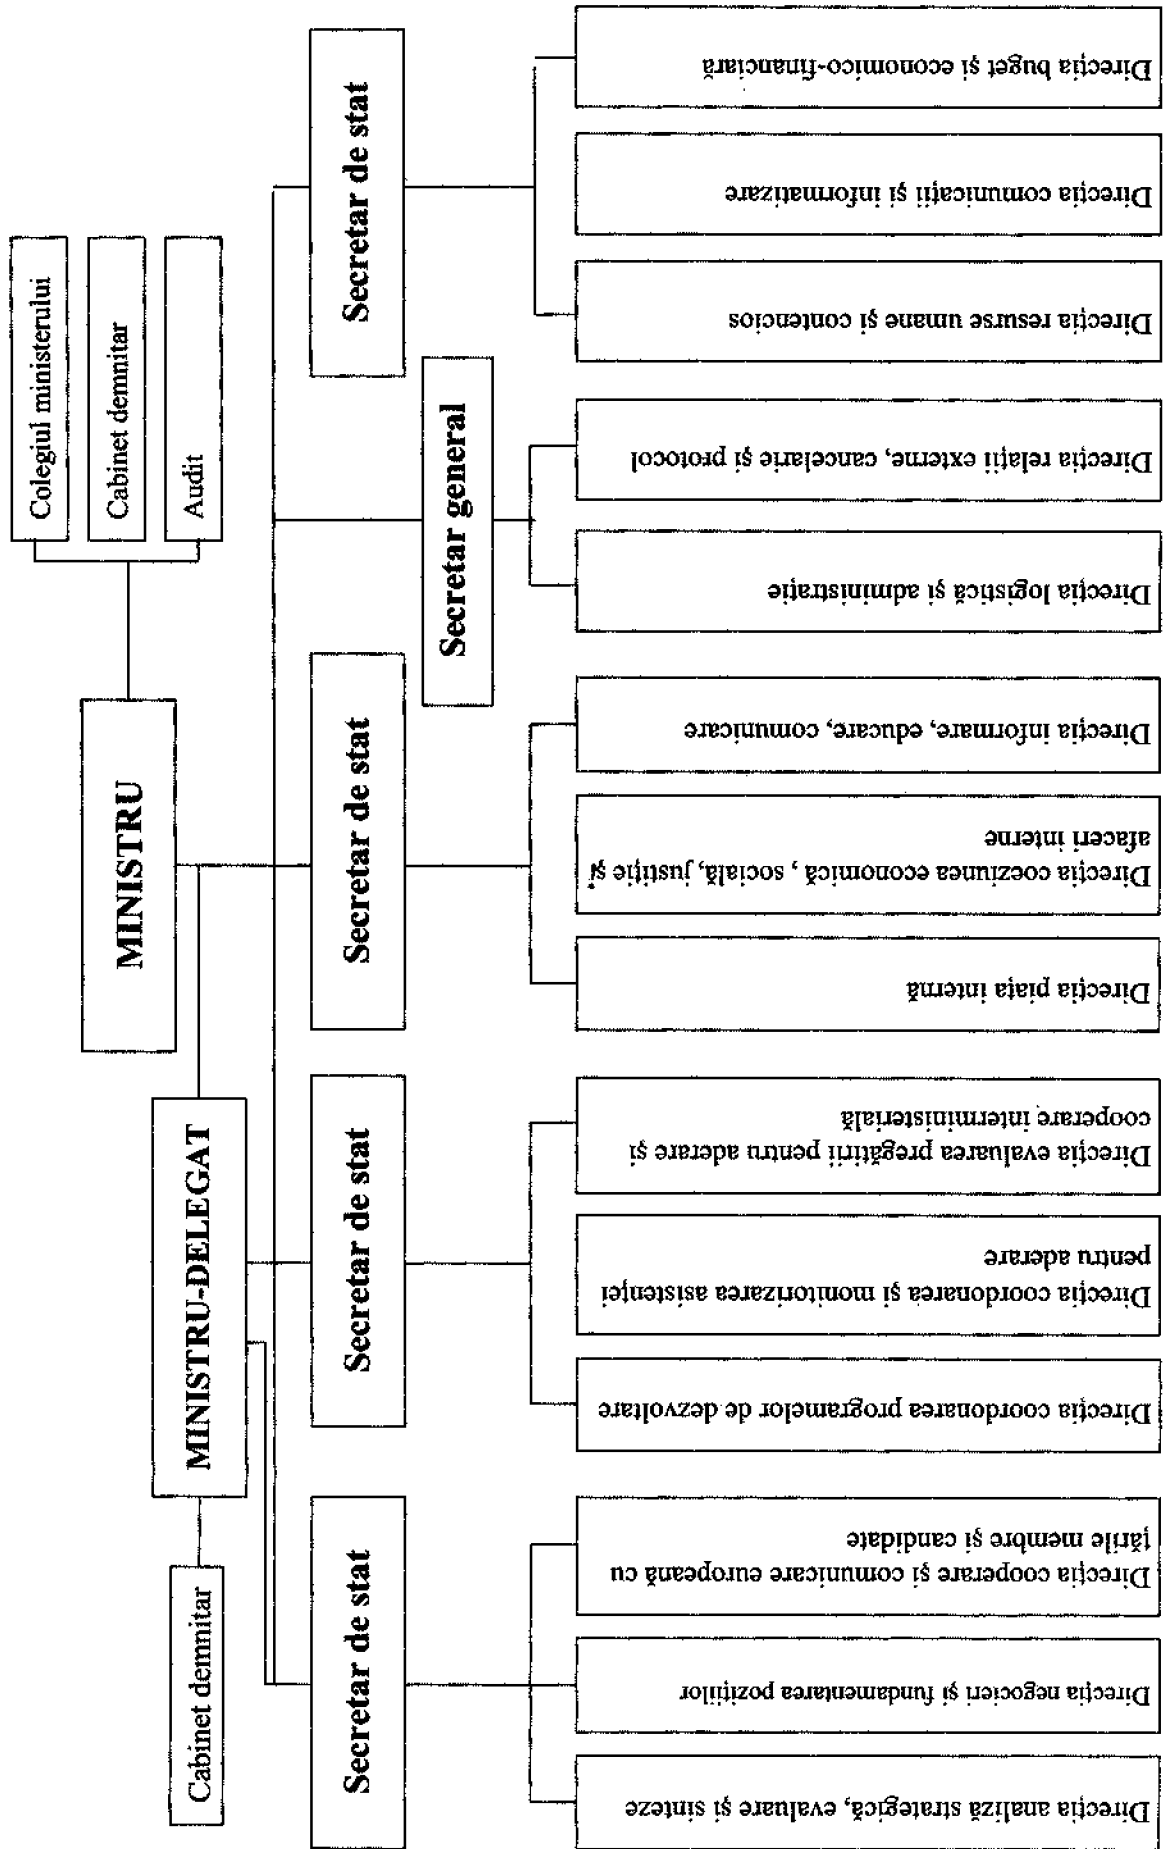 Colegiul ministerului
Cabinet demnitar
Audit
MINISTRU
MINISTRU-DELEGAT
Cabinet demnitar
Secretar de stat
Secretar de stat
Secretar de stat
Secretar general
Secretar de stat
Direcţia analiza strategică, evaluare şi sinteze
Direcţia negocieri şi fundamentarea poziţiilor
Direcţia cooperare şi comunicare europeană cu
ţările membre şi candidate
Direcţia coordonarea programelor de dezvoltare
Direcţia coordonarea şi monitorizarea asistenţei
pentru aderare
Direcţia evaluarea pregătirii pentru aderare şi
cooperare interministerială
Direcţia piaţa internă
Direcţia coeziunea economică , socială, justiţie şi
afaceri interne
Direcţia informare, educare, comunicare
Direcţia logistică şi administraţie
Direcţia relaţii externe, cancelarie şi protocol
Direcţia resurse umane şi contencios
Direcţia comunicaţii şi informatizare
Direcţia buget şi economico-financiară